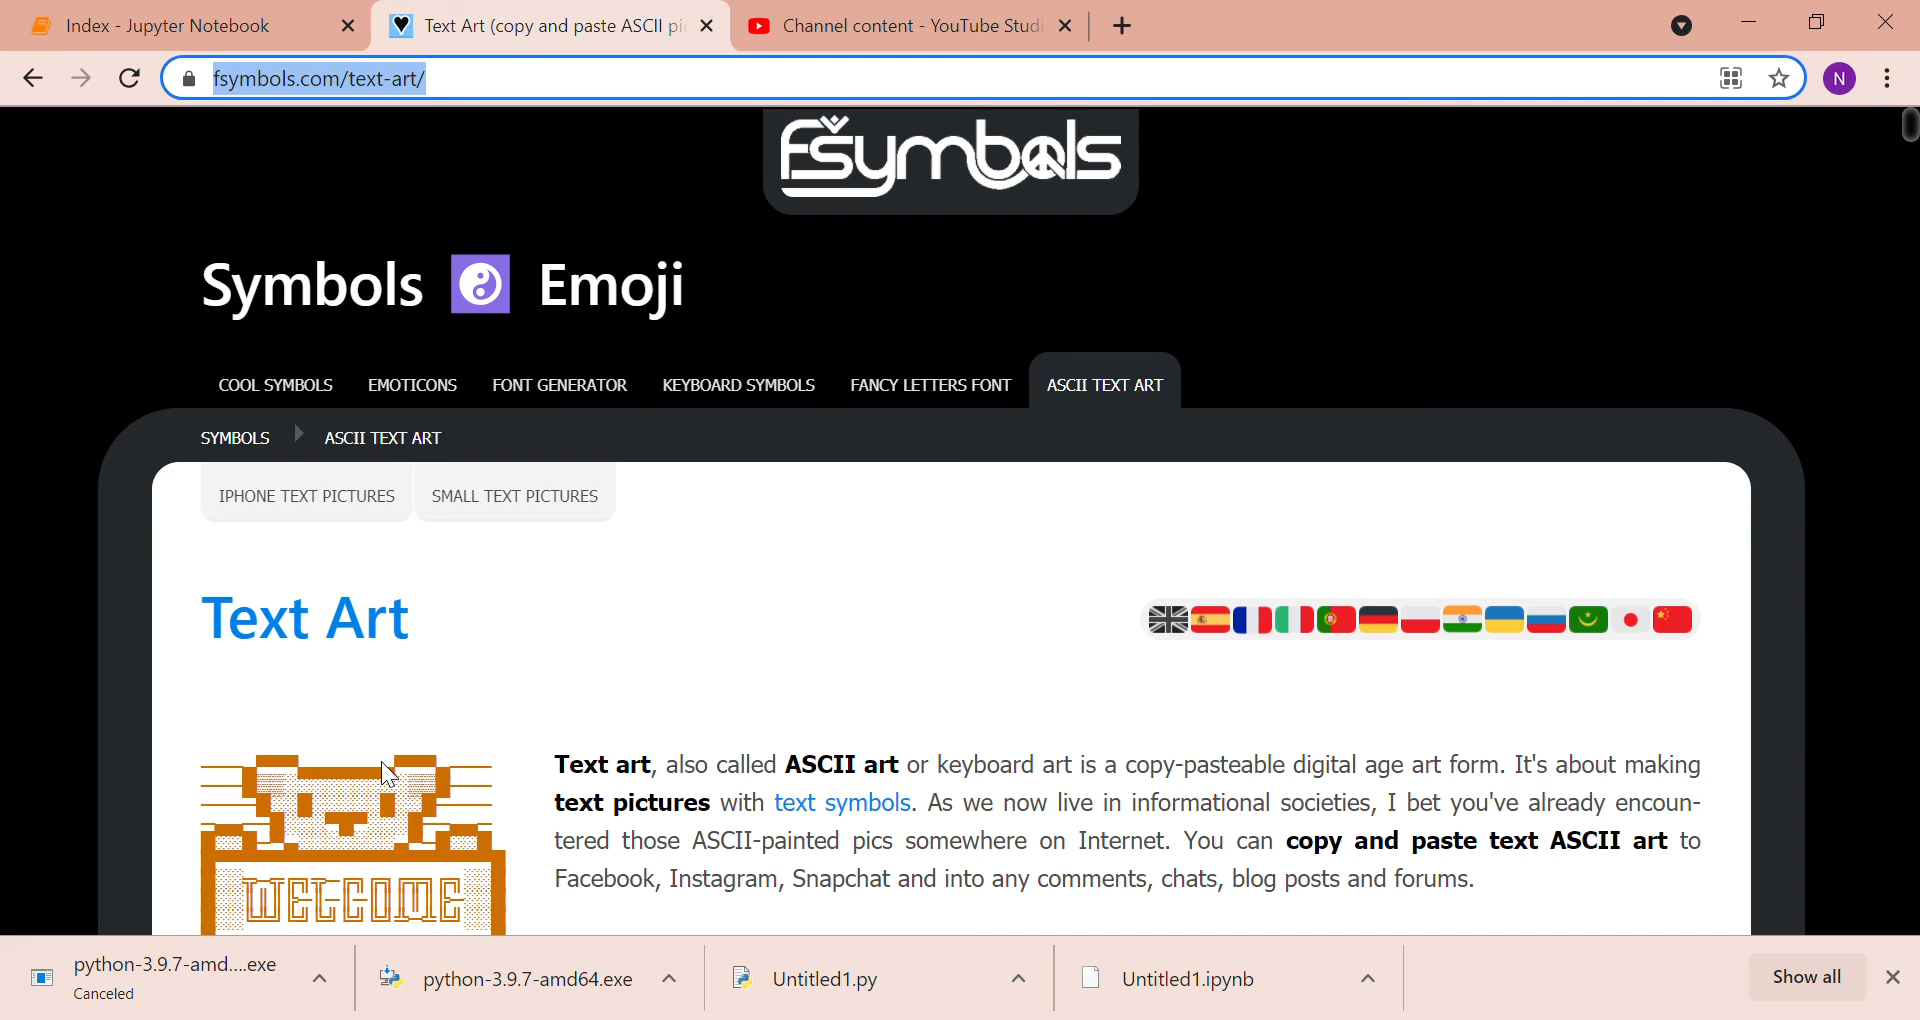 Index - Jupyter Notebook
Text Art (copy and paste ASCII pi
Channel content - YouTube Studi
fsymbols.com/text-art/
N
fsymbols
Symbols Emoji
COOL SYMBOLS EMOTICONS FONT GENERATOR KEYBOARD SYMBOLS FANCY LETTERS FONT ASCII TEXT ART
SYMBOLS ASCII TEXT ART
IPHONE TEXT PICTURES SMALL TEXT PICTURES
Text Art
Text art, also called ASCII art or keyboard art is a copy-pasteable digital age art form. It's about making
text pictures with text symbols. As we now live in informational societies, I bet you've already encoun-
tered those ASCII-painted pics somewhere on Internet. You can copy and paste text ASCII art to
Facebook, Instagram, Snapchat and into any comments, chats, blog posts and forums.
WELCOME
python-3.9.7-amd....exe
Canceled
python-3.9.7-amd64.exe
Untitled1.py
Untitled1.ipynb
Show all